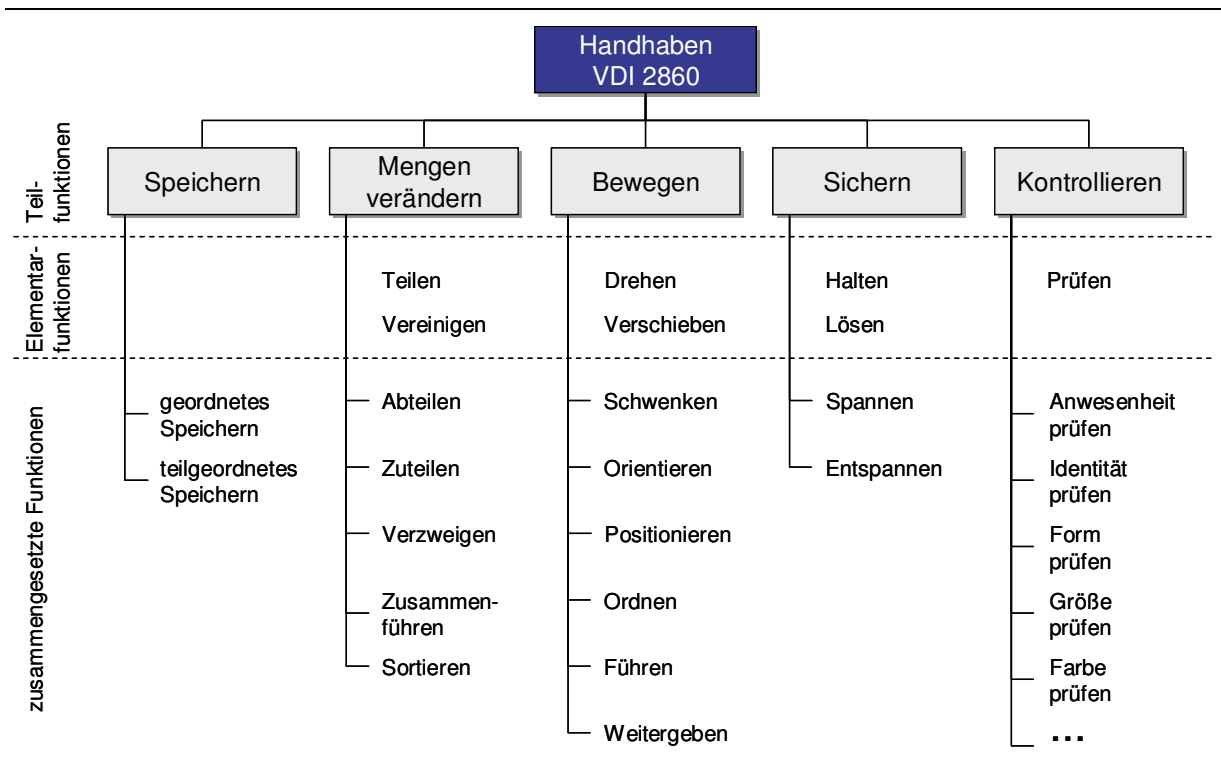 Handhaben
VDI 2860
Teil-
funktionen
Speichern
Mengen
verändern
Bewegen
Sichern
Kontrollieren
Elementar-
funktionen
Teilen
Drehen
Halten
Prüfen
Vereinigen
Verschieben
Lösen
zusammengesetzte Funktionen
geordnetes
Speichern
teilgeordnetes
Speichern
Abteilen
Zuteilen
Verzweigen
Zusammen-
führen
Sortieren
Schwenken
Orientieren
Positionieren
Ordnen
Führen
Weitergeben
Spannen
Entspannen
Anwesenheit
prüfen
Identität
prüfen
Form
prüfen
Größe
prüfen
Farbe
prüfen
...